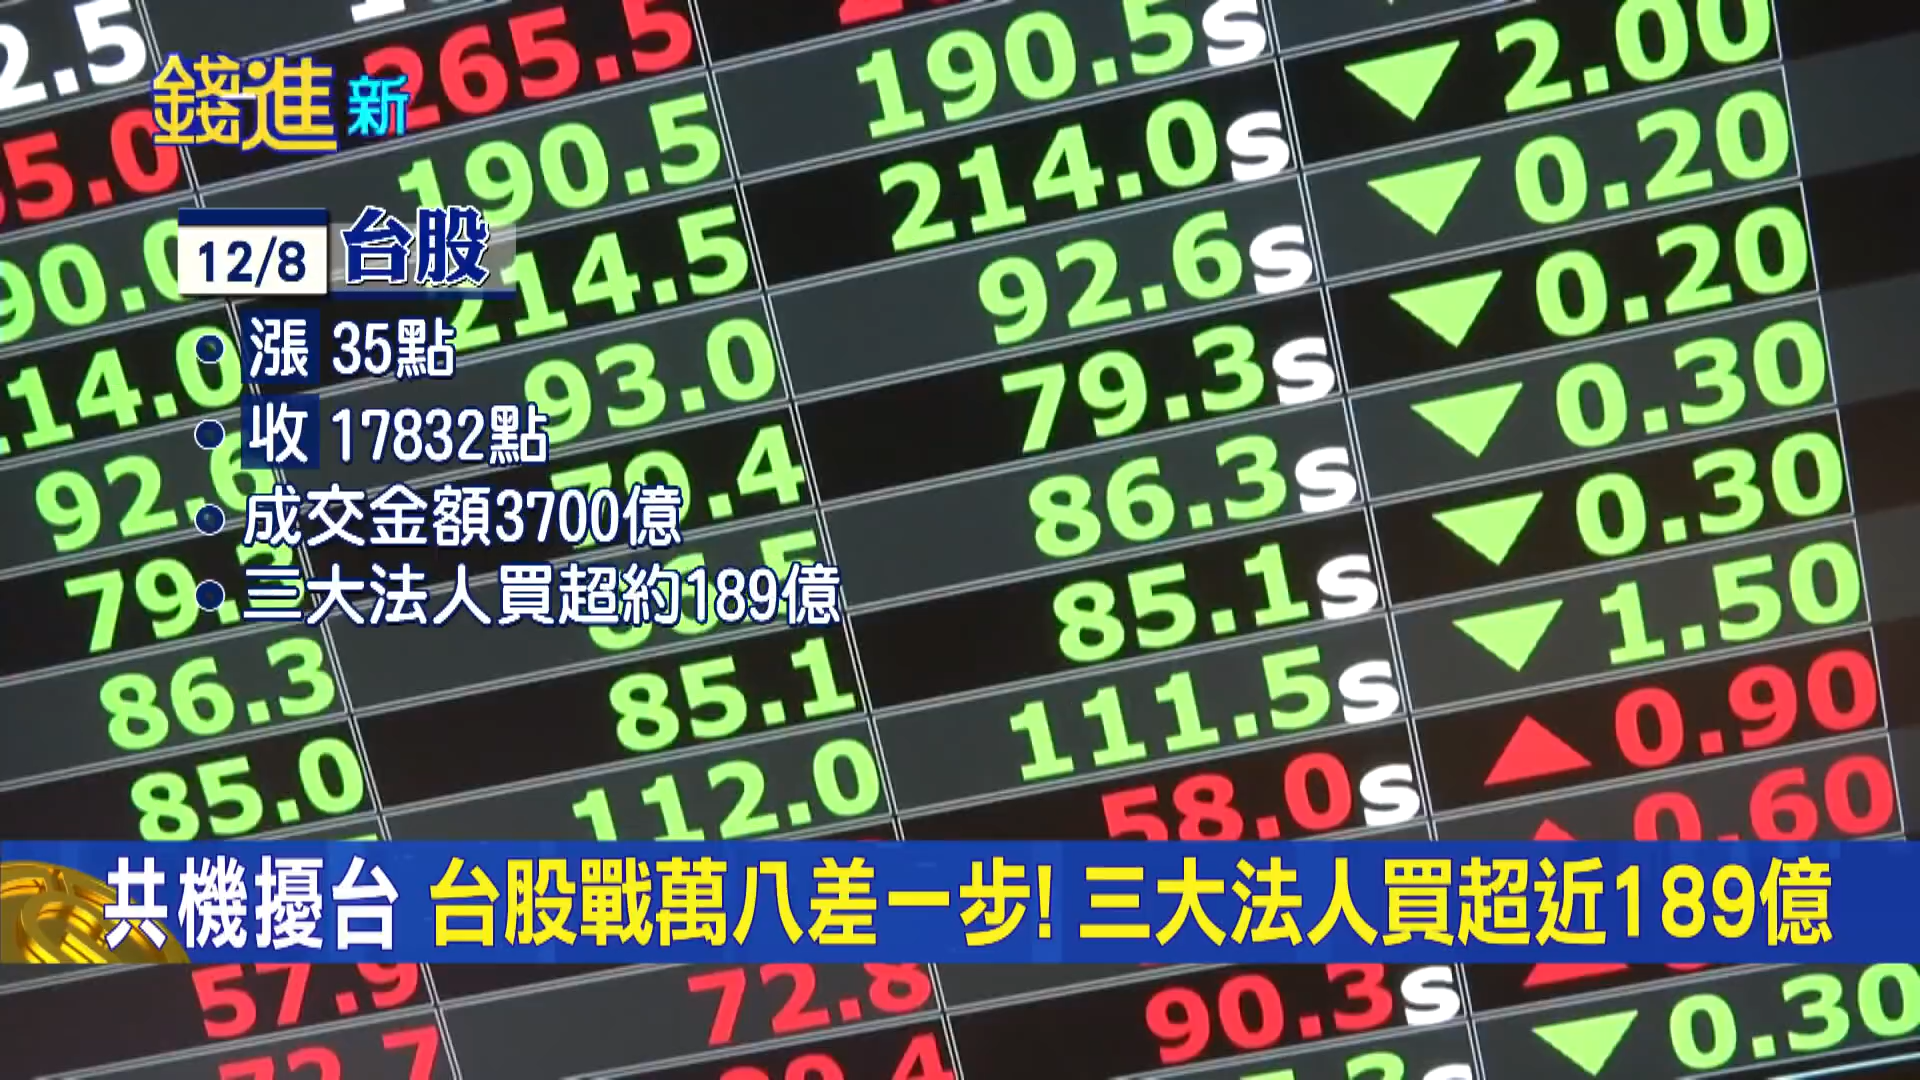 錢進新
12/8 台股
漲 35點
收 17832點
成交金額3700億
三大法人買超約189億
265.5
190.5s ▼2.00
190.5 214.0s ▼0.20
214.5 92.6s ▼0.20
93.0 79.3s ▼0.30
92.6 86.3s ▼0.30
85.1s ▼1.50
86.3 85.1 111.5s ▲0.90
85.0 112.0 58.0s 0.60
共機擾台 台股戰萬八差一步! 三大法人買超近189億
57.9 72.8 90.3s ▼0.30